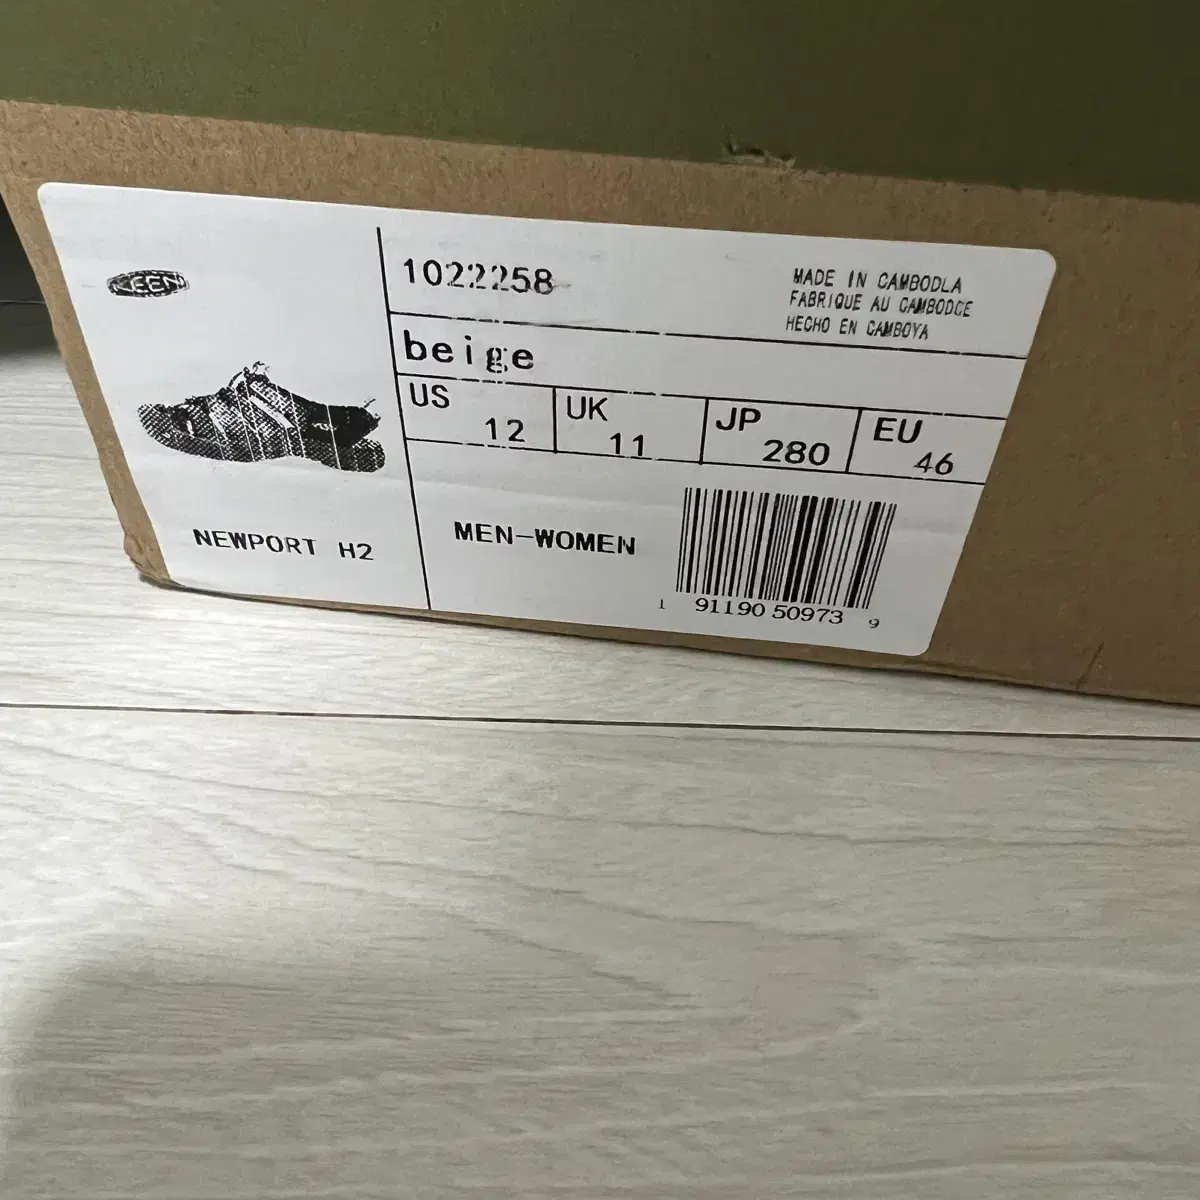 KEEN
1022258
MADE IN CAMBODLA
FABRIQUE AU CAMBODGE
HECHO EN CAMBOYA
beige
US 12
UK 11
JP 280
EU 46
NEWPORT H2
MEN-WOMEN
1 91190 50973 9